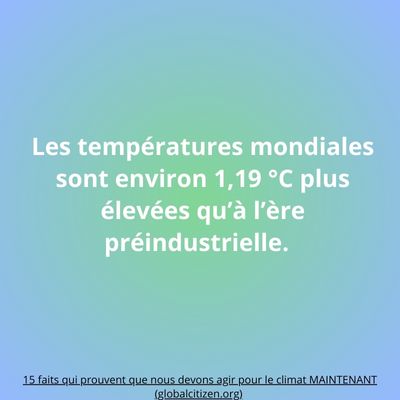 Les températures mondiales
sont environ 1,19 °C plus
élevées qu’à l’ère
préindustrielle.
15 faits qui prouvent que nous devons agir pour le climat MAINTENANT
(globalcitizen.org)